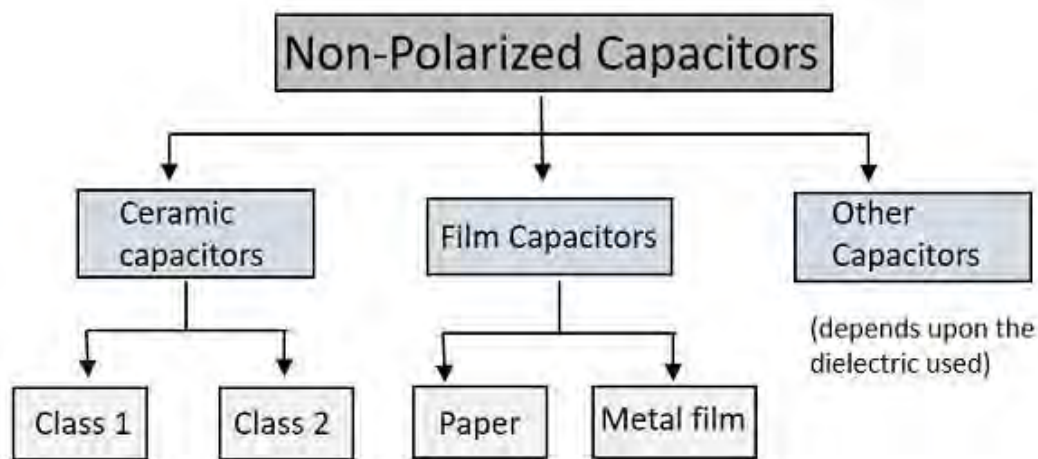 Non-Polarized Capacitors
Ceramic
capacitors
Film Capacitors
Other
Capacitors
(depends upon the
dielectric used)
Class 1
Class 2
Paper
Metal film